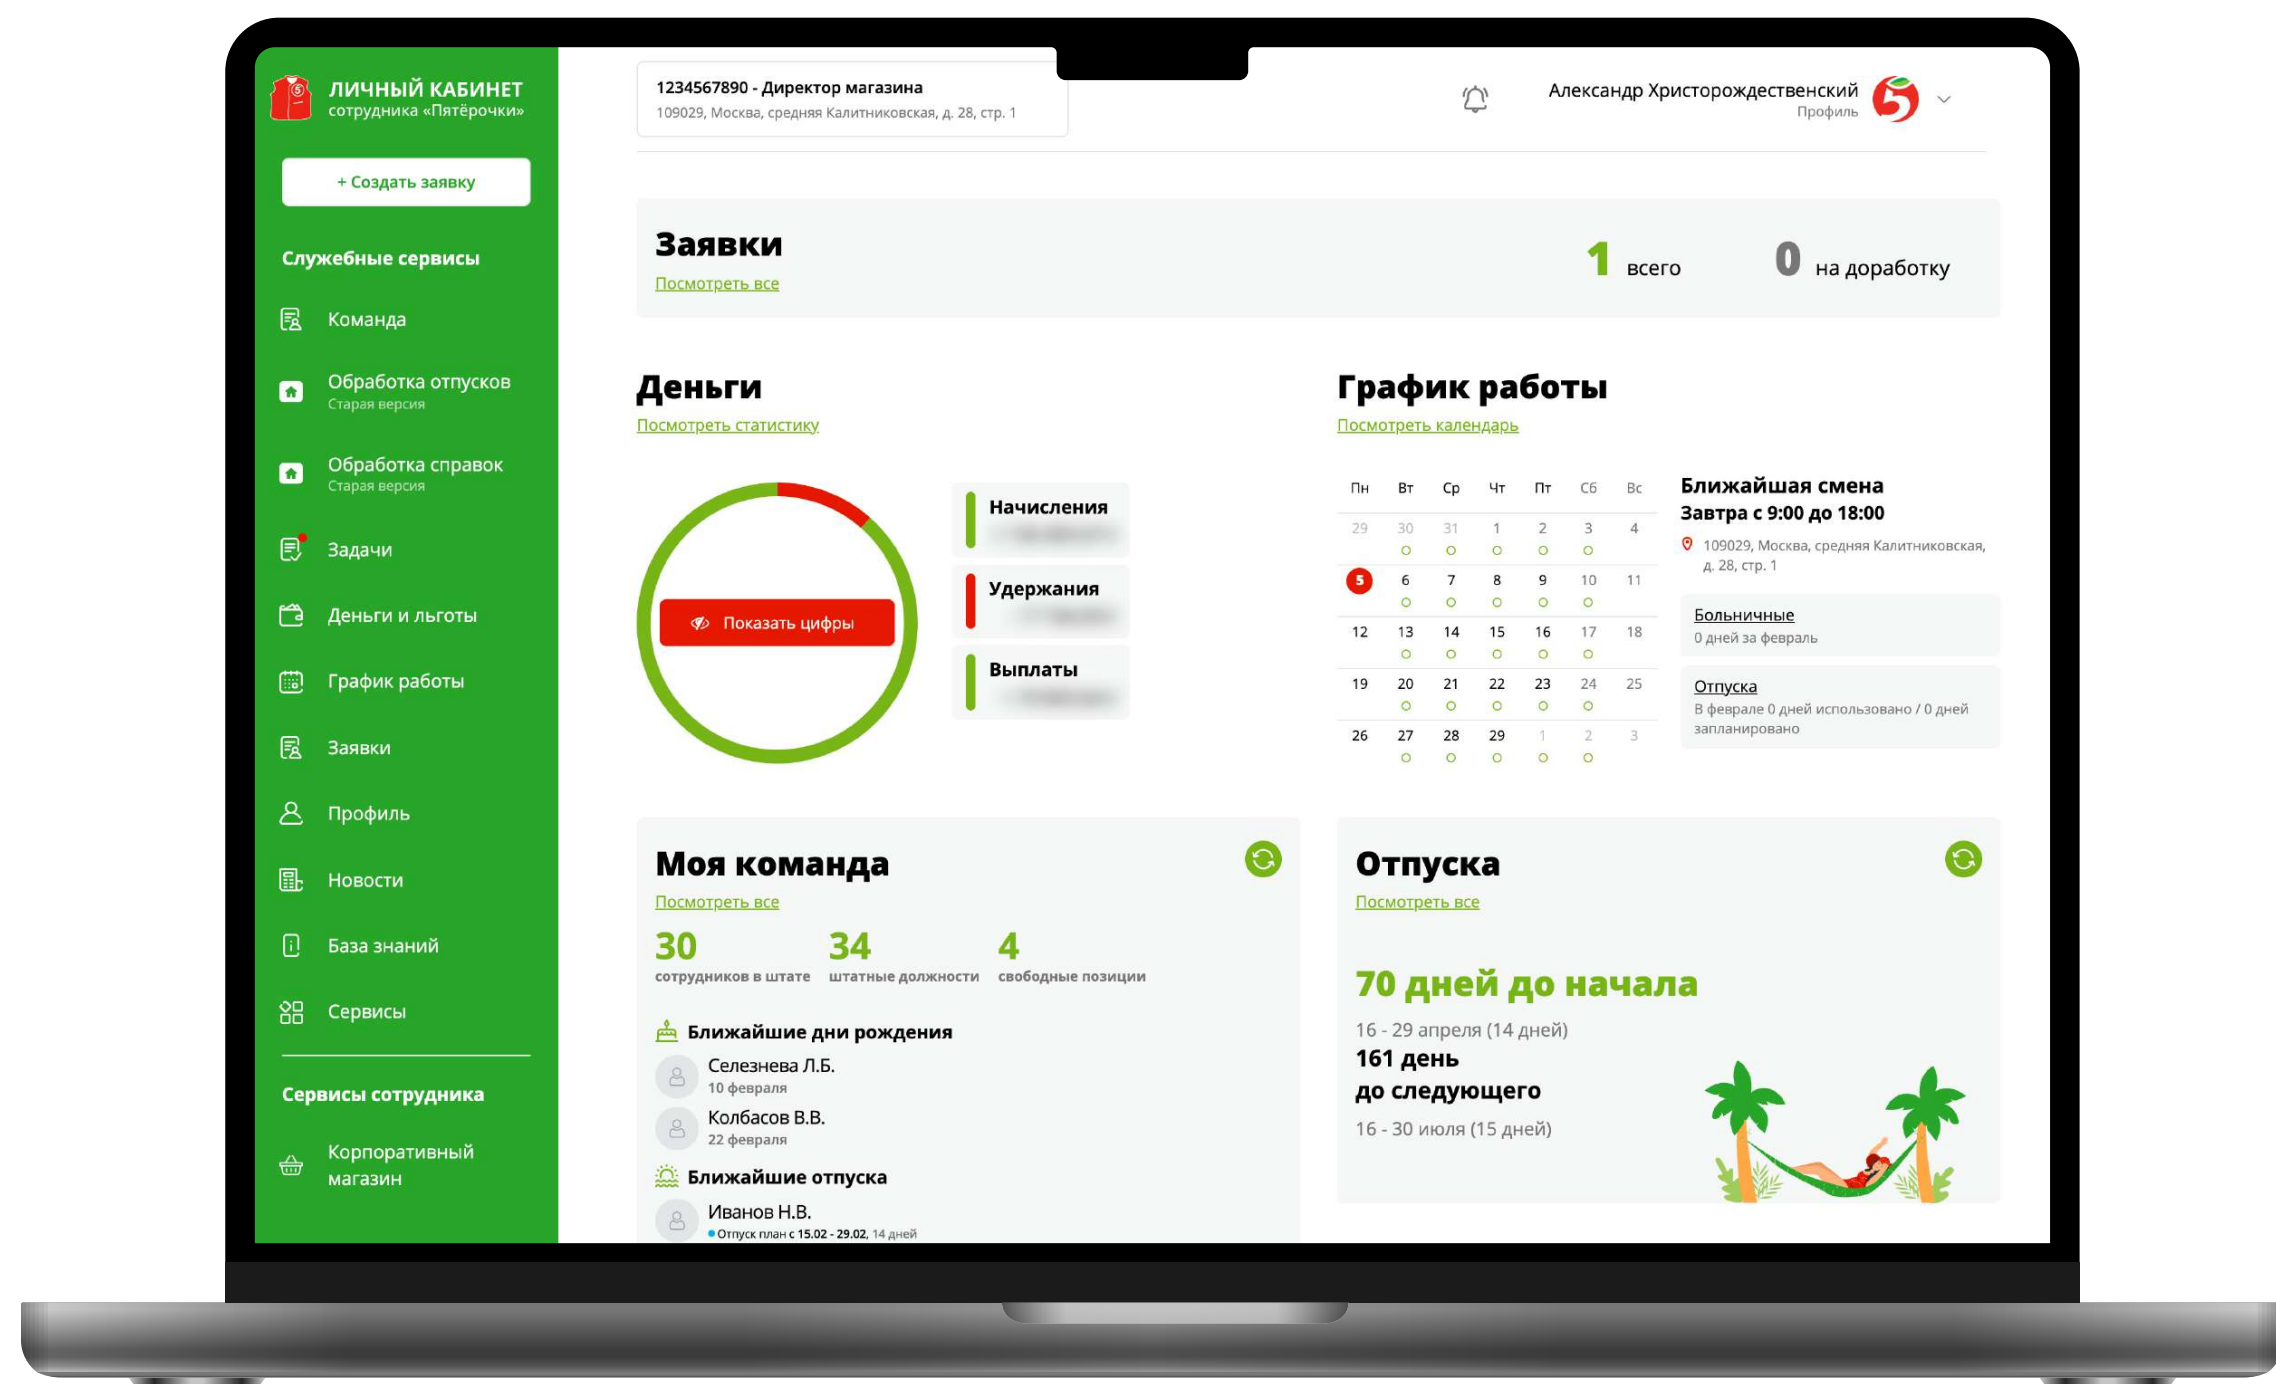 ЛИЧНЫЙ КАБИНЕТ
сотрудника «Пятёрочки»
+ Создать заявку
Служебные сервисы
Команда
Обработка отпусков
Старая версия
Обработка справок
Старая версия
Задачи
Деньги и льготы
График работы
Заявки
Профиль
Новости
База знаний
Сервисы
Сервисы сотрудника
Корпоративный
магазин
1234567890 - Директор магазина
109029, Москва, средняя Калитниковская, д. 28, стр. 1
Александр Христорождественский
Профиль
Заявки
Посмотреть все
1 всего
0 на доработку
Деньги
Посмотреть статистику
Показать цифры
Начисления
Удержания
Выплаты
График работы
Посмотреть календарь
Пн Вт Ср Чт Пт Сб Вс
29 30 31 1 2 3 4
5 6 7 8 9 10 11
12 13 14 15 16 17 18
19 20 21 22 23 24 25
26 27 28 29 1 2 3
Ближайшая смена
Завтра с 9:00 до 18:00
109029, Москва, средняя Калитниковская,
д. 28, стр. 1
Больничные
0 дней за февраль
Отпуска
В феврале 0 дней использовано / 0 дней
запланировано
Моя команда
Посмотреть все
30 34 4
сотрудников в штате штатные должности свободные позиции
Ближайшие дни рождения
Селезнева Л.Б.
10 февраля
Колбасов В.В.
22 февраля
Ближайшие отпуска
Иванов Н.В.
Отпуск план с 15.02 - 29.02, 14 дней
Отпуска
Посмотреть все
70 дней до начала
16 - 29 апреля (14 дней)
161 день
до следующего
16 - 30 июля (15 дней)